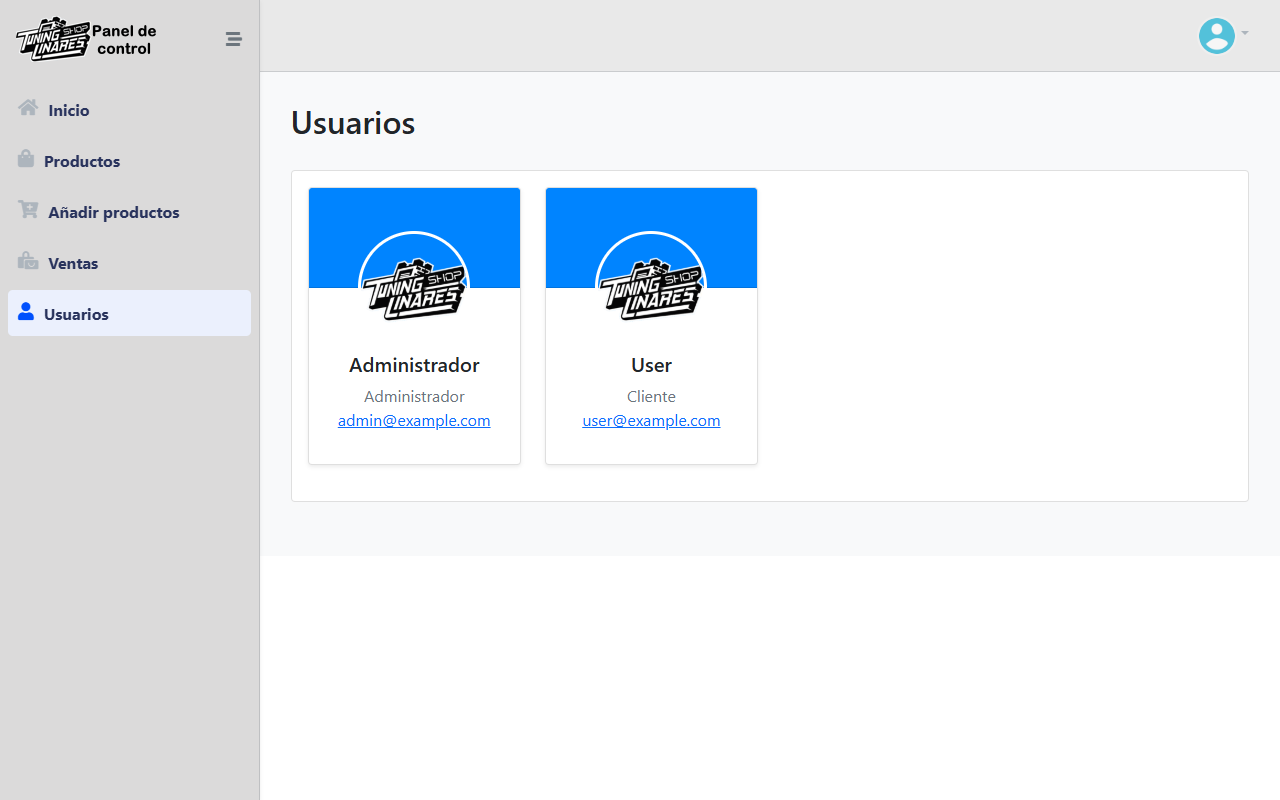 TUNING SHOP
LINARES
Panel de
control
Inicio
Productos
Añadir productos
Ventas
Usuarios
Usuarios
TUNING SHOP
LINARES
Administrador
Administrador
admin@example.com
TUNING SHOP
LINARES
User
Cliente
user@example.com